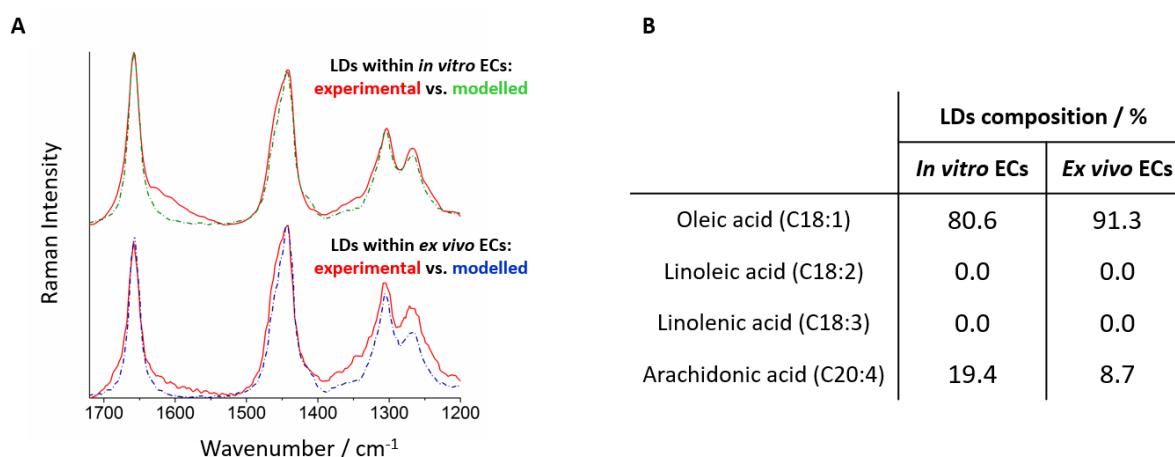 A
LDs within in vitro ECs:
experimental vs. modelled
LDs within ex vivo ECs:
experimental vs. modelled
Raman Intensity
1700 1600 1500 1400 1300 1200
Wavenumber / cm⁻¹
B
LDs composition / %
In vitro ECs Ex vivo ECs
Oleic acid (C18:1) 80.6 91.3
Linoleic acid (C18:2) 0.0 0.0
Linolenic acid (C18:3) 0.0 0.0
Arachidonic acid (C20:4) 19.4 8.7